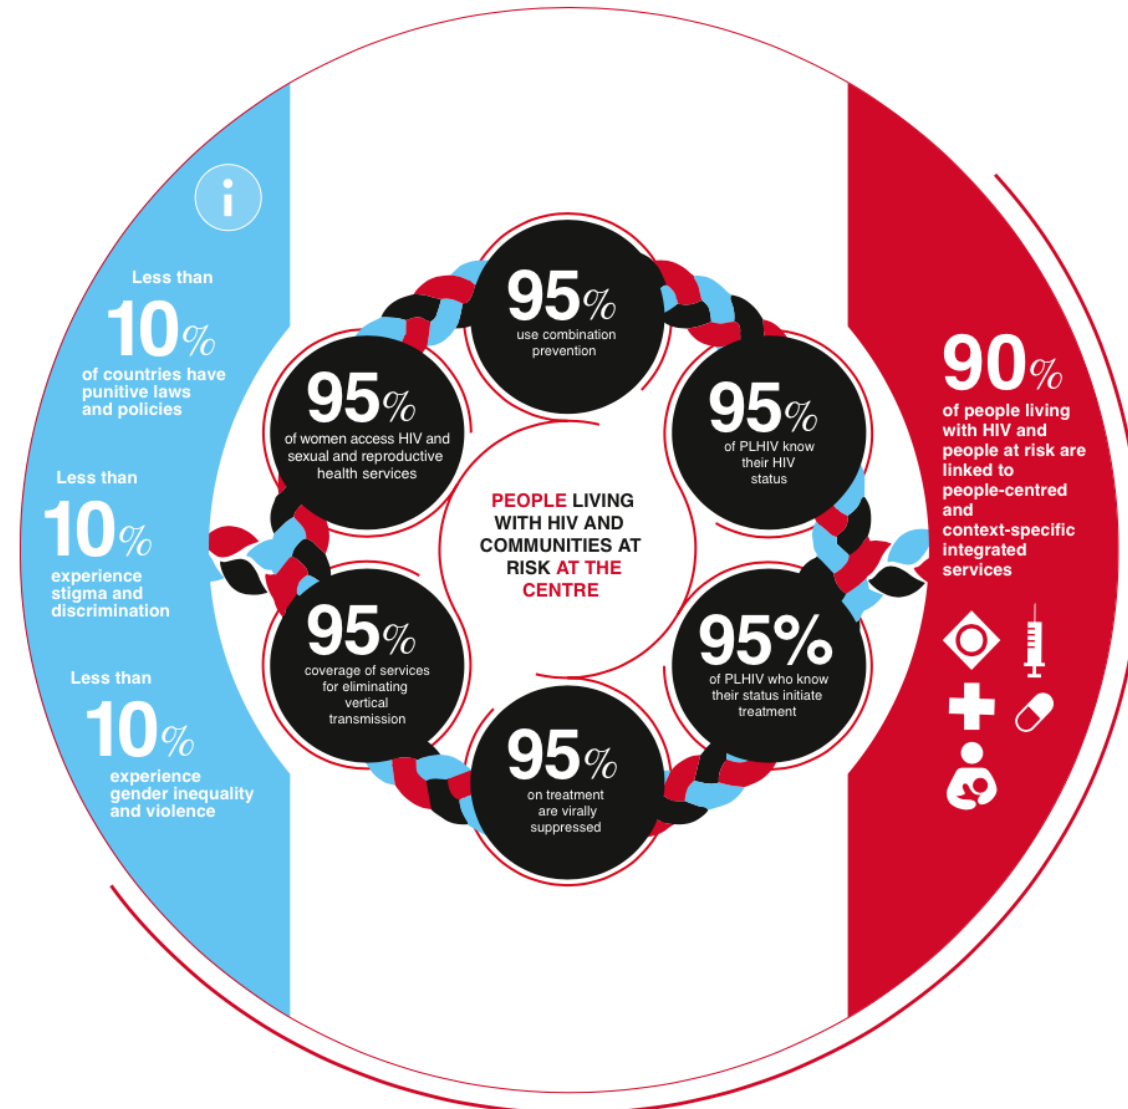 Less than
10%
of countries have
punitive laws
and policies
Less than
10%
experience
stigma and
discrimination
Less than
10%
experience
gender inequality
and violence
95%
use combination
prevention
95%
of PLHIV know
their HIV
status
95%
of PLHIV who know
their status initiate
treatment
95%
on treatment
are virally
suppressed
95%
coverage of services
for eliminating
vertical
transmission
95%
of women access HIV and
sexual and reproductive
health services
PEOPLE LIVING
WITH HIV AND
COMMUNITIES AT
RISK AT THE
CENTRE
90%
of people living
with HIV and
people at risk are
linked to
people-centred
and
context-specific
integrated
services